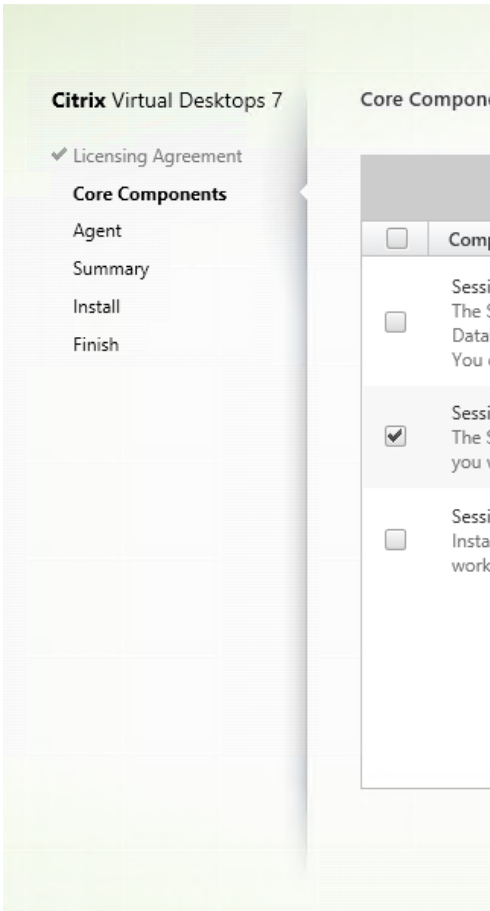 Citrix Virtual Desktops 7
Licensing Agreement
Core Components
Agent
Summary
Install
Finish
Core Compon
Comp
Sessi
The S
Data
You
Sessi
The S
you
Sessi
Insta
work